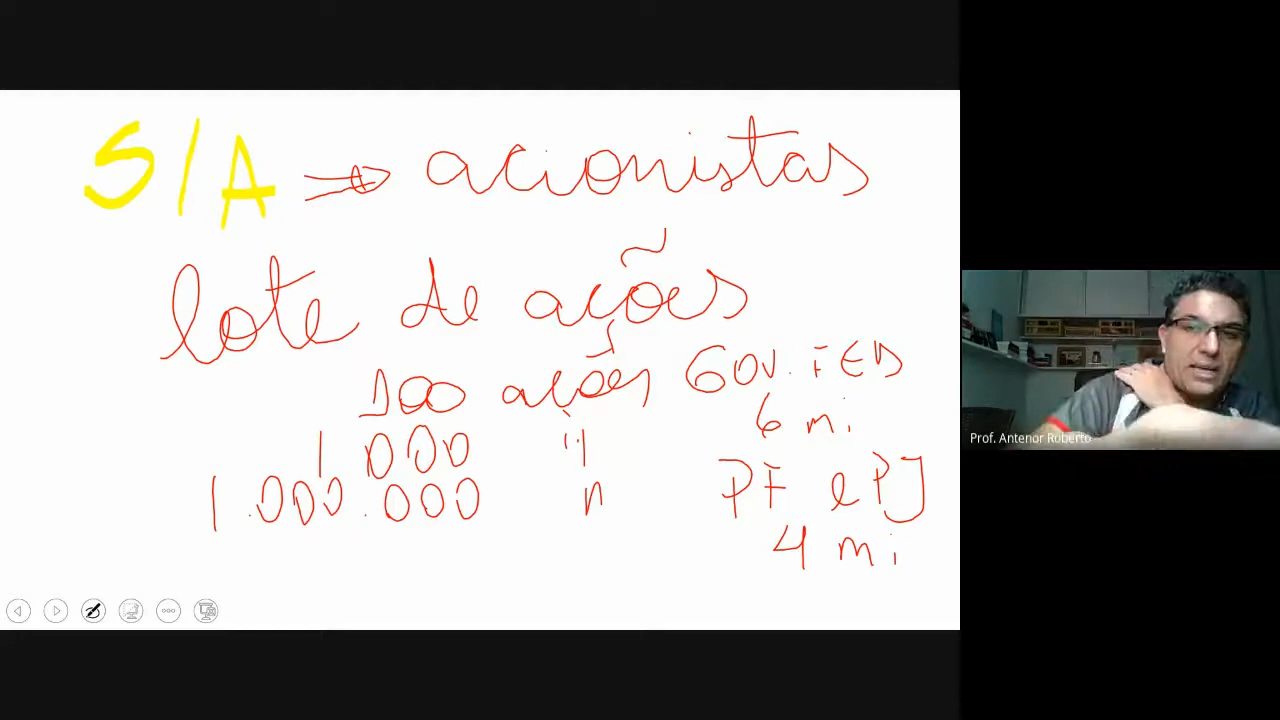 S/A => acionistas
lote de ações
100 ações GOV. FED
6 mi
1.000 "
1.000.000 "
PF e PJ
4 mi
Prof. Antenor Roberto